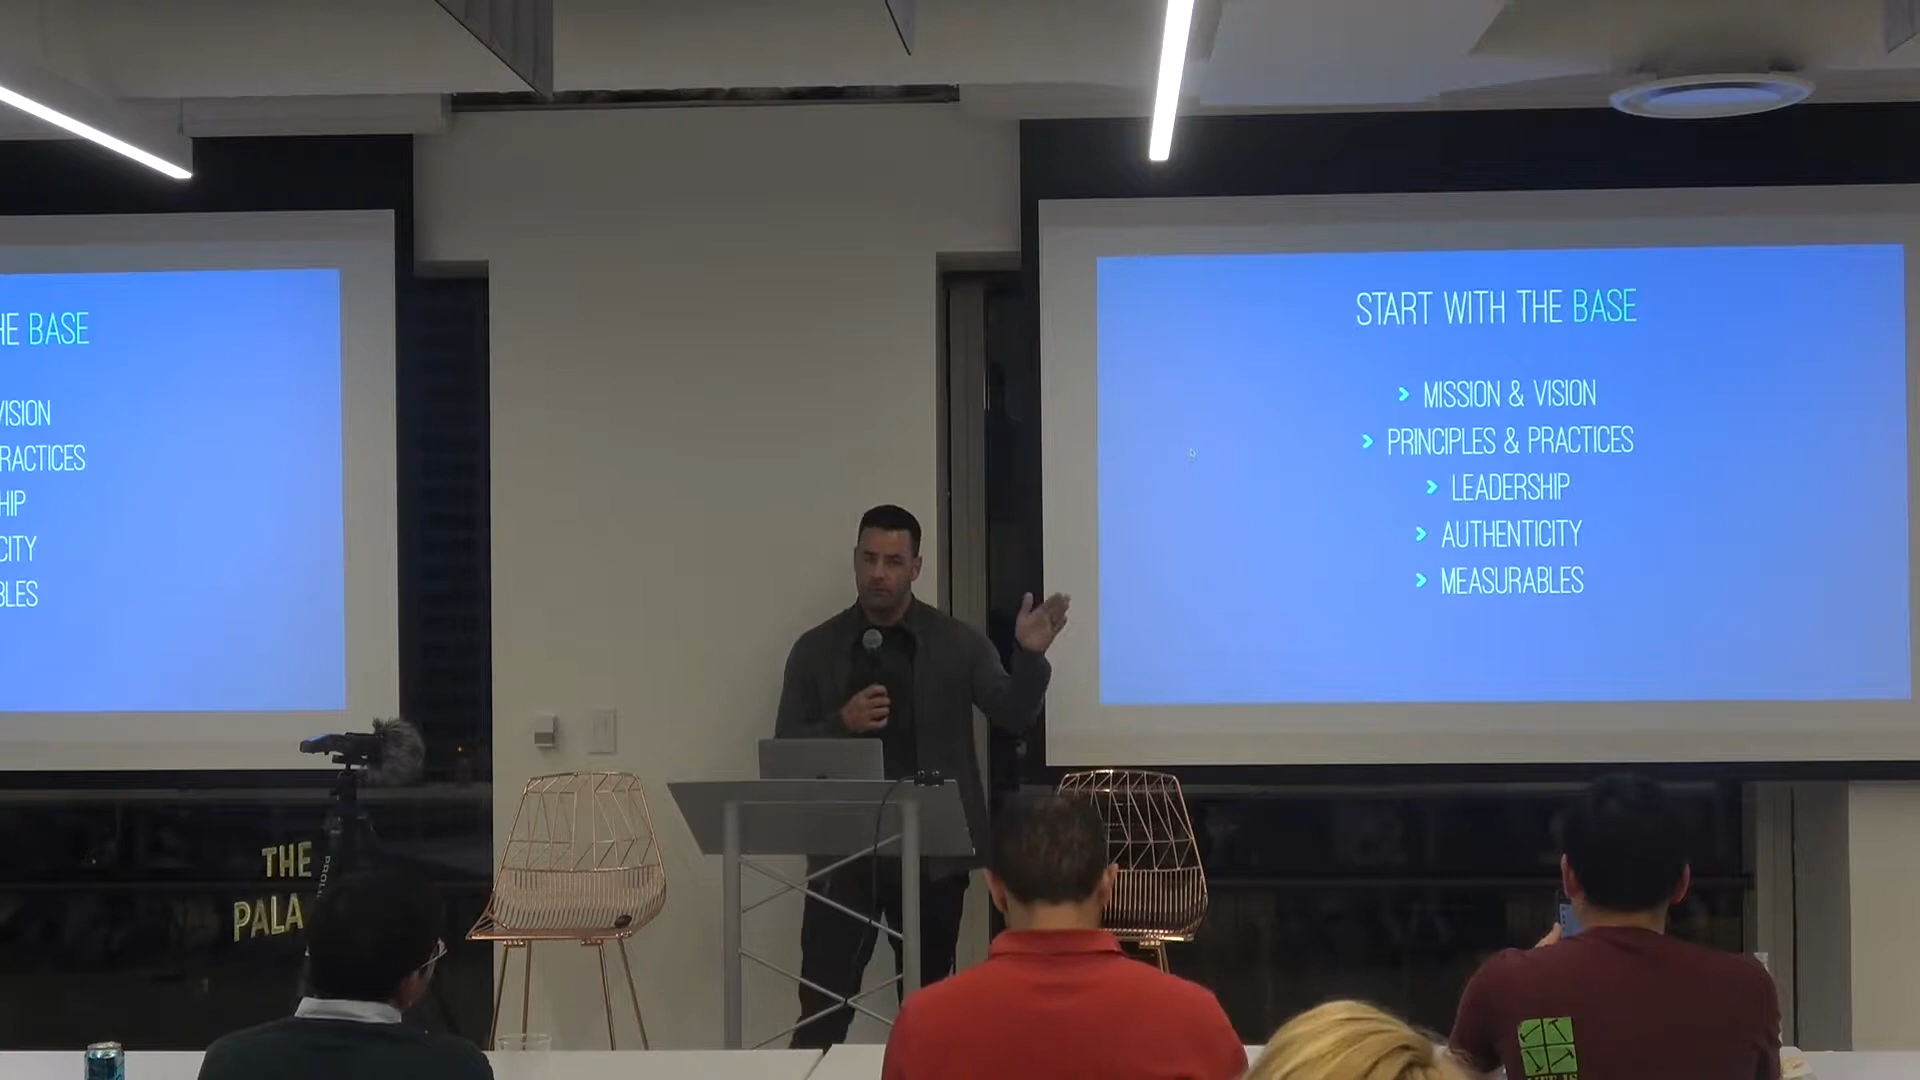 HE BASE
VISION
RACTICES
HIP
CITY
BLES
START WITH THE BASE
> MISSION & VISION
> PRINCIPLES & PRACTICES
> LEADERSHIP
> AUTHENTICITY
> MEASURABLES
THE
PALA